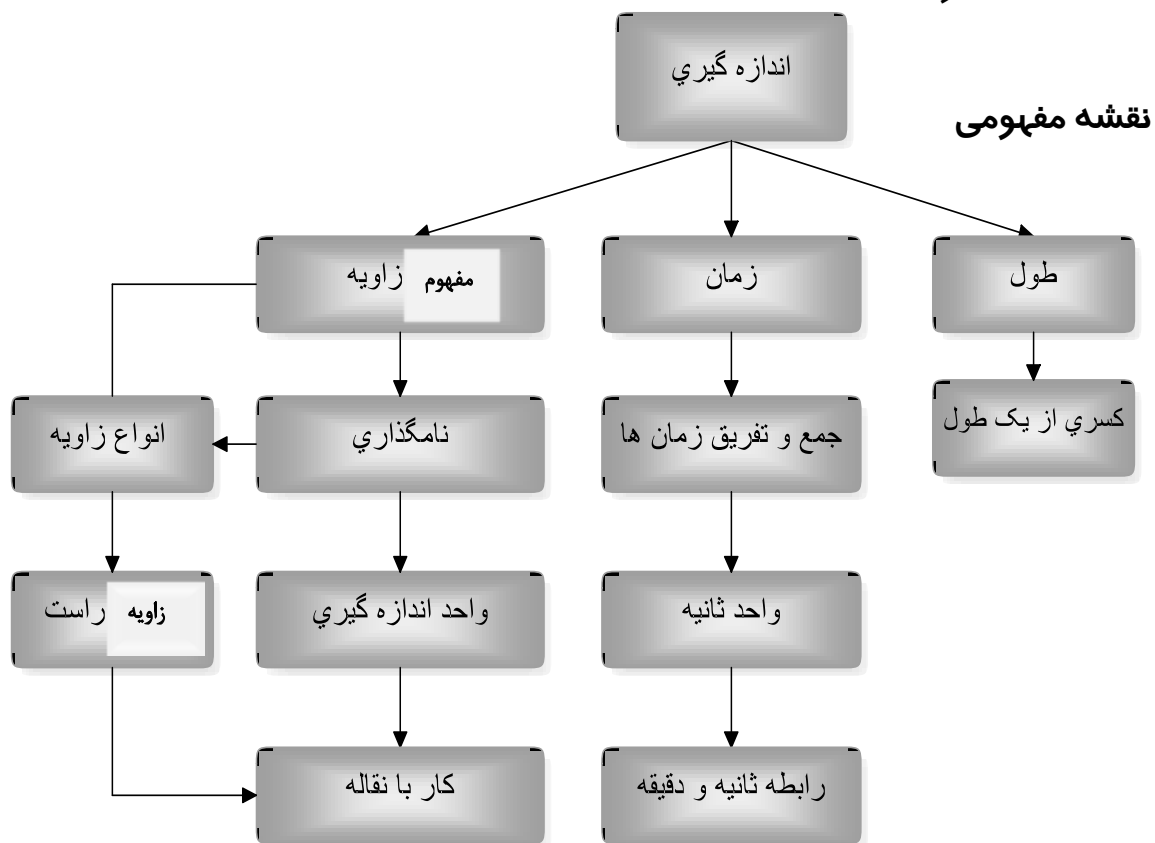 اندازه گيري
نقشه مفهومی
طول
زمان
مفهوم زاويه
کسري از يک طول
جمع و تفريق زمان ها
نامگذاري
انواع زاويه
واحد ثانيه
واحد اندازه گيري
زاویه راست
رابطه ثانيه و دقيقه
کار با نقاله